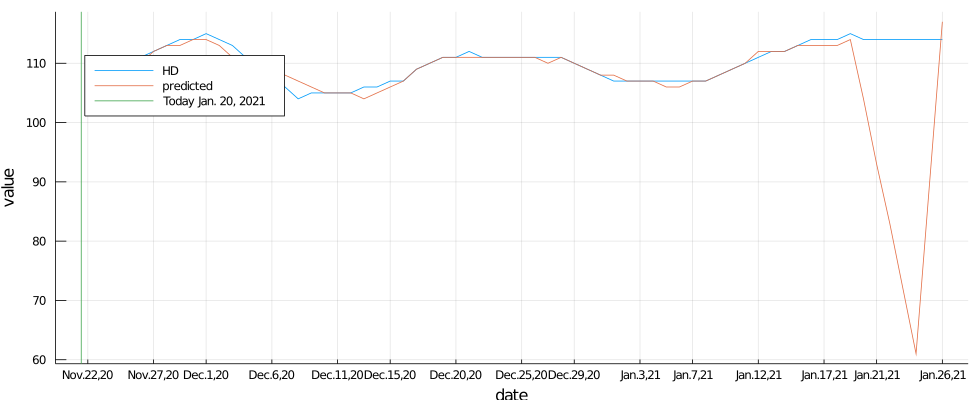 110
100
90
80
70
60
value
HD
predicted
Today Jan. 20, 2021
Nov.22,20 Nov.27,20 Dec.1,20 Dec.6,20 Dec.11,20 Dec.15,20 Dec.20,20 Dec.25,20 Dec.29,20 Jan.3,21 Jan.7,21 Jan.12,21 Jan.17,21 Jan.21,21 Jan.26,21
date